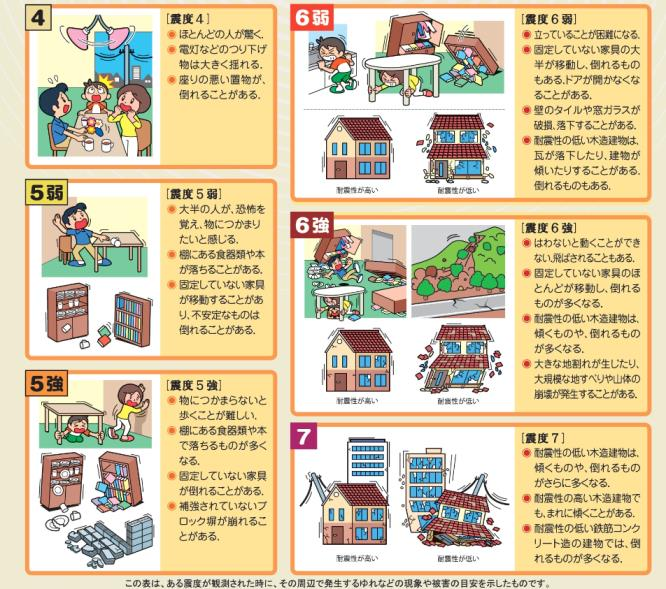 4
[震度4]
●ほとんどの人が驚く.
●電灯などのつり下げ
物は大きく揺れる.
●座りの悪い置物が、
倒れることがある.
5弱
[震度5弱]
●大半の人が、恐怖を
覚え、物につかまり
たいと感じる.
●棚にある食器類や本
が落ちることがある.
●固定していない家具
が移動することがあ
り、不安定なものは
倒れることがある.
5強
[震度5強]
●物につかまらないと
歩くことが難しい.
●棚にある食器類や本
で落ちるものが多く
なる.
●固定していない家具
が倒れることがある.
●補強されていないブ
ロック塀が崩れるこ
とがある.
6弱
[震度6弱]
●立っていることが困難になる.
●固定していない家具の大
半が移動し、倒れるもの
もある.ドアが開かなくな
ることがある.
●壁のタイルや窓ガラスが
破損、落下することがある.
●耐震性の低い木造建物は、
瓦が落下したり、建物が
傾いたりすることがある.
倒れるものもある.
耐震性が高い
耐震性が低い
6強
[震度6強]
●はわないと動くことができ
ない.飛ばされることもある.
●固定していない家具のほ
とんどが移動し、倒れる
ものが多くなる.
●耐震性の低い木造建物は、
傾くものや、倒れるもの
が多くなる.
●大きな地割れが生じたり、
大規模な地すべりや山体の
崩壊が発生することがある.
耐震性が高い
耐震性が低い
7
[震度7]
●耐震性の低い木造建物は、
傾くものや、倒れるもの
がさらに多くなる.
●耐震性の高い木造建物で
も、まれに傾くことがある.
●耐震性の低い鉄筋コンク
リート造の建物では、倒
れるものが多くなる.
耐震性が高い
耐震性が低い
この表は、ある震度が観測された時に、その周辺で発生するゆれなどの現象や被害の目安を示したものです。